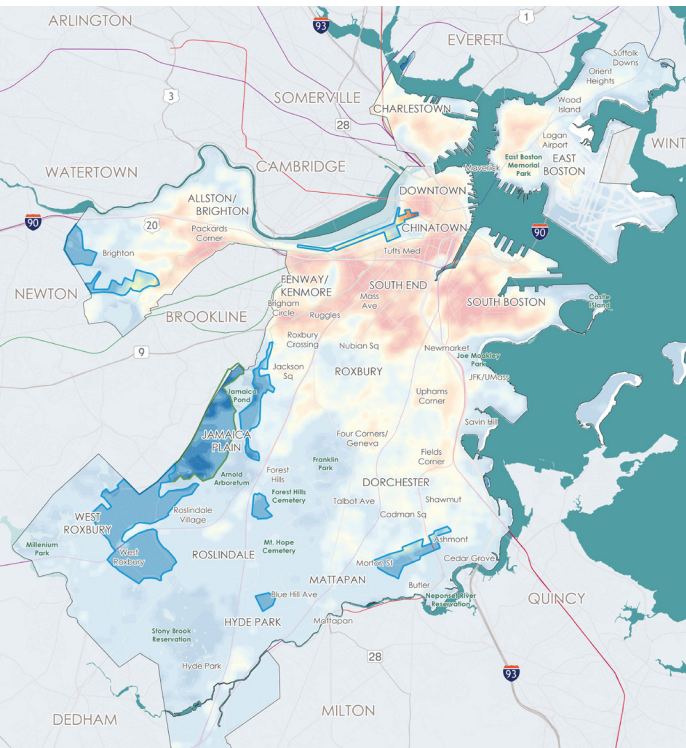 ARLINGTON
93
1
EVERETT
Suffolk
Downs
Orient
Heights
3
SOMERVILLE
Wood
Island
CHARLESTOWN
28
Logan
Airport
WINT
WATERTOWN
CAMBRIDGE
Maverick
East Boston
Memorial
Park
EAST
BOSTON
ALLSTON/
BRIGHTON
DOWNTOWN
90
20
Packards
Corner
CHINATOWN
90
Brighton
Tufts Med
NEWTON
FENWAY/
KENMORE
SOUTH END
Mass
Ave
SOUTH BOSTON
Castle
Island
BROOKLINE
Brigham
Circle
Ruggles
9
Roxbury
Crossing
Nubian Sq
Newmarket
Joe Moakley
Park
Jackson
Sq
ROXBURY
JFK/UMass
Jamaica
Pond
Uphams
Corner
Savin Hill
JAMAICA
PLAIN
Four Corners/
Geneva
Franklin
Park
Fields
Corner
Arnold
Arboretum
Forest
Hills
DORCHESTER
Forest Hills
Cemetery
Talbot Ave
Shawmut
WEST
ROXBURY
Roslindale
Village
Codman Sq
Millenium
Park
West
Roxbury
ROSLINDALE
Mt. Hope
Cemetery
Ashmont
Morton St
Cedar Grove
MATTAPAN
Butler
Blue Hill Ave
Neponset River
Reservation
QUINCY
HYDE PARK
Mattapan
Stony Brook
Reservation
28
Hyde Park
93
DEDHAM
MILTON